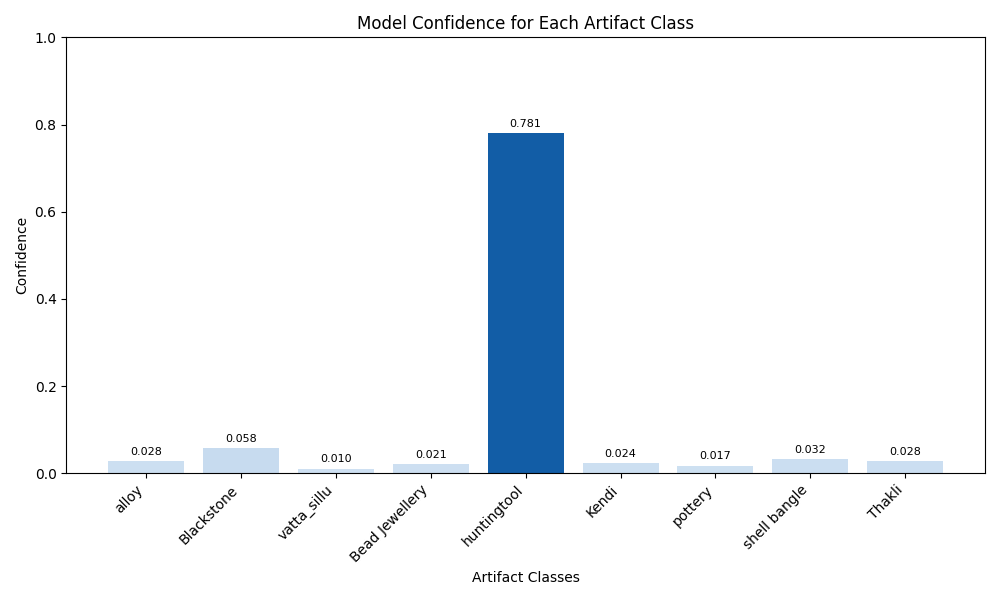 Model Confidence for Each Artifact Class
1.0
0.8
0.6
0.4
0.2
0.0
Confidence
0.028
0.058
0.010
0.021
0.781
0.024
0.017
0.032
0.028
alloy
Blackstone
vatta_sillu
Bead Jewellery
huntingtool
Kendi
pottery
shell bangle
Thakli
Artifact Classes